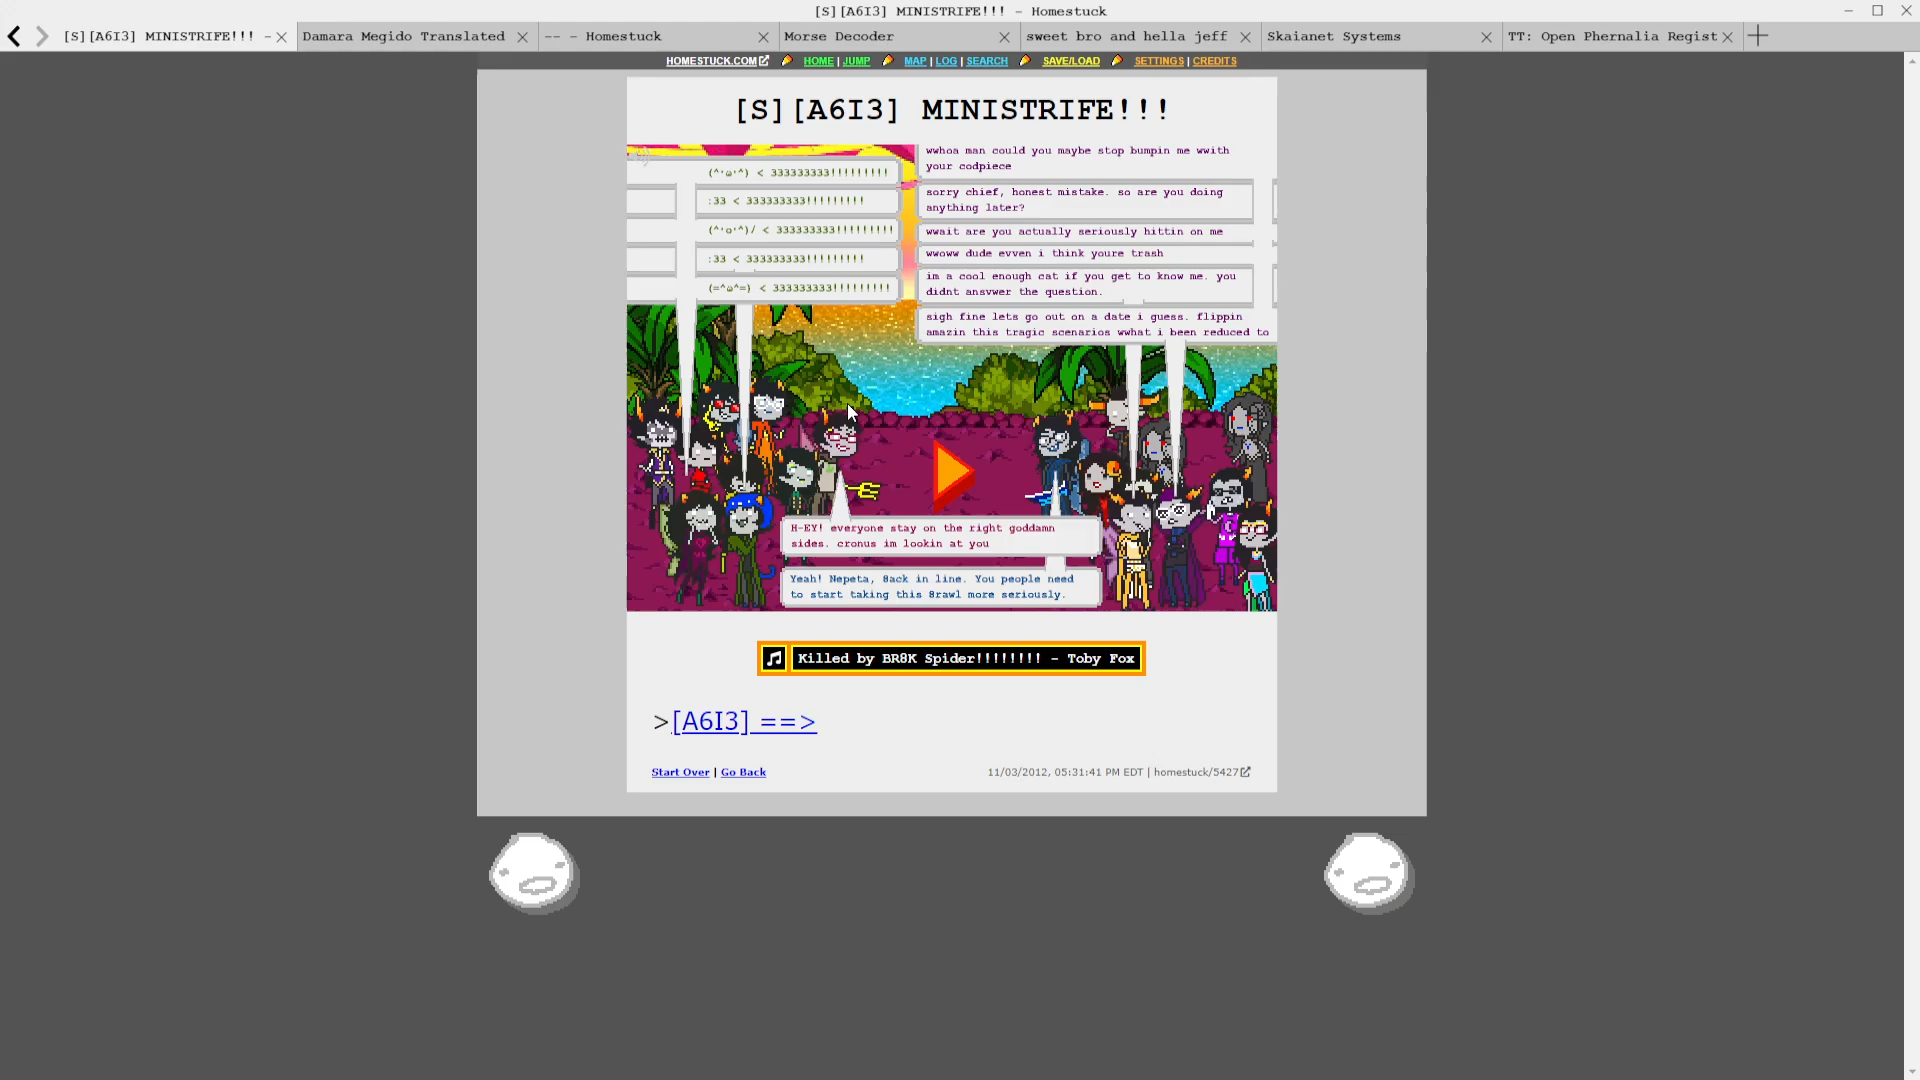 [S][A6I3] MINISTRIFE!!! - Homestuck
[S][A6I3] MINISTRIFE!!! -
Damara Megido Translated
-- - Homestuck
Morse Decoder
sweet bro and hella jeff
Skaianet Systems
TT: Open Phernalia Regist
HOMESTUCK.COM HOME | JUMP MAP | LOG | SEARCH SAVE/LOAD SETTINGS | CREDITS
[S][A6I3] MINISTRIFE!!!
(^·ω·^) < 333333333!!!!!!!!!
:33 < 333333333!!!!!!!!!
(^·o·^)/ < 333333333!!!!!!!!!
:33 < 333333333!!!!!!!!!
(=^ω^=) < 333333333!!!!!!!!!
wwhoa man could you maybe stop bumpin me wwith
your codpiece
sorry chief, honest mistake. so are you doing
anything later?
wwait are you actually seriously hittin on me
wwoww dude evven i think youre trash
im a cool enough cat if you get to know me. you
didnt ansvwer the question.
sigh fine lets go out on a date i guess. flippin
amazin this tragic scenarios wwhat i been reduced to
H-EY! everyone stay on the right goddamn
sides. cronus im lookin at you
Yeah! Nepeta, 8ack in line. You people need
to start taking this 8rawl more seriously.
Killed by BR8K Spider!!!!!!!! - Toby Fox
>[A6I3] ==>
Start Over | Go Back
11/03/2012, 05:31:41 PM EDT | homestuck/5427